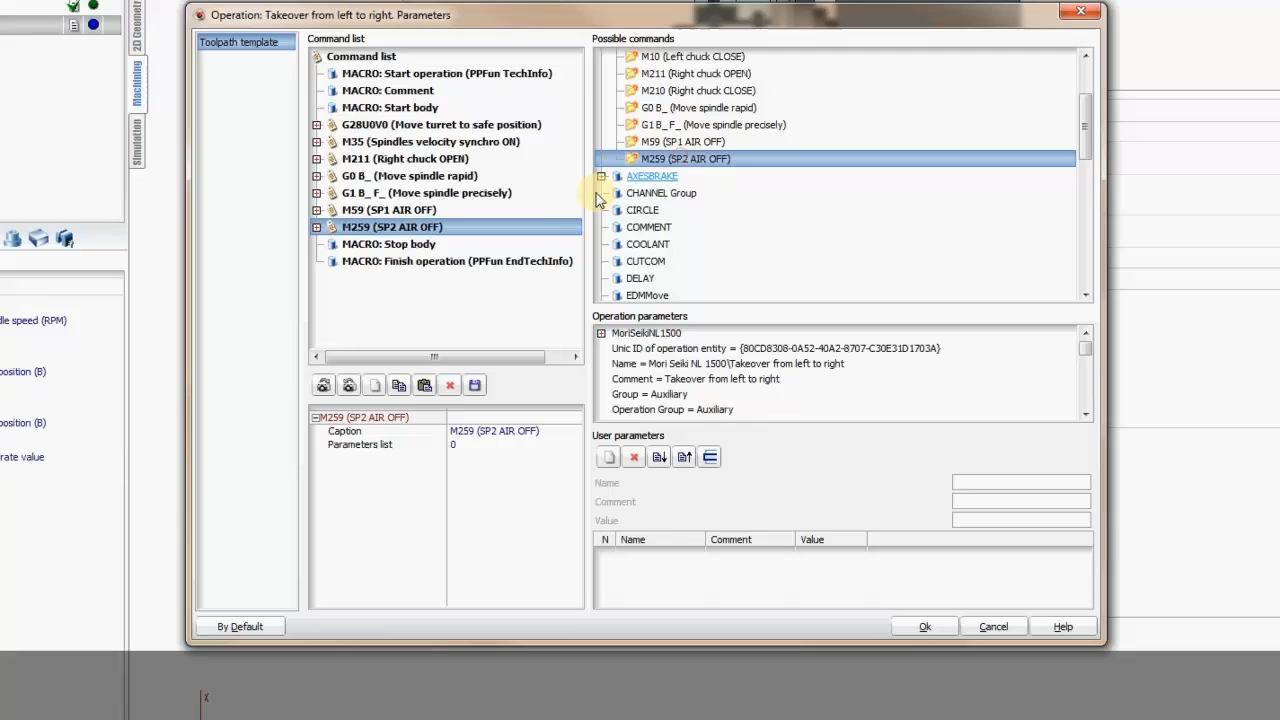 Operation: Takeover from left to right. Parameters
2D Geometry
Machining
Simulation
dle speed (RPM)
position (B)
position (B)
rate value
Toolpath template
Command list
Command list
MACRO: Start operation (PPFun TechInfo)
MACRO: Comment
MACRO: Start body
G28U0V0 (Move turret to safe position)
M35 (Spindles velocity synchro ON)
M211 (Right chuck OPEN)
G0 B_ (Move spindle rapid)
G1 B_ F_ (Move spindle precisely)
M59 (SP1 AIR OFF)
M259 (SP2 AIR OFF)
MACRO: Stop body
MACRO: Finish operation (PPFun EndTechInfo)
M259 (SP2 AIR OFF)
Caption M259 (SP2 AIR OFF)
Parameters list 0
Possible commands
M10 (Left chuck CLOSE)
M211 (Right chuck OPEN)
M210 (Right chuck CLOSE)
G0 B_ (Move spindle rapid)
G1 B_ F_ (Move spindle precisely)
M59 (SP1 AIR OFF)
M259 (SP2 AIR OFF)
AXESBRAKE
CHANNEL Group
CIRCLE
COMMENT
COOLANT
CUTCOM
DELAY
EDMMove
Operation parameters
MoriSeikiNL1500
Unic ID of operation entity = {80CD8308-0A52-40A2-8707-C30E31D1703A}
Name = Mori Seiki NL 1500\Takeover from left to right
Comment = Takeover from left to right
Group = Auxiliary
Operation Group = Auxiliary
User parameters
Name
Comment
Value
N Name Comment Value
By Default
Ok Cancel Help
X